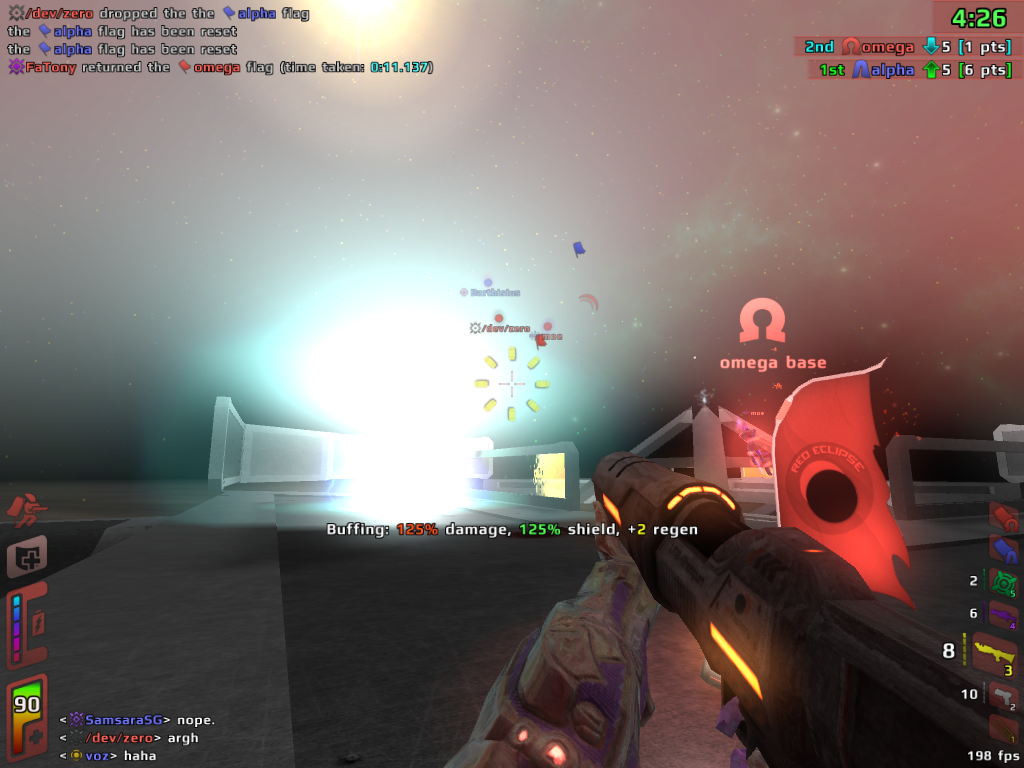 /dev/zero dropped the the alpha flag
the alpha flag has been reset
the alpha flag has been reset
FaTony returned the omega flag (time taken: 0:11.137)
4:26
2nd omega 5 [1 pts]
1st alpha 5 [6 pts]
/dev/zero
moe
omega base
moe
RED ECLIPSE
Buffing: 125% damage, 125% shield, +2 regen
2 5
6 4
8 3
10 2
1
90
<SamsaraSG> nope.
</dev/zero> argh
<voz> haha
198 fps